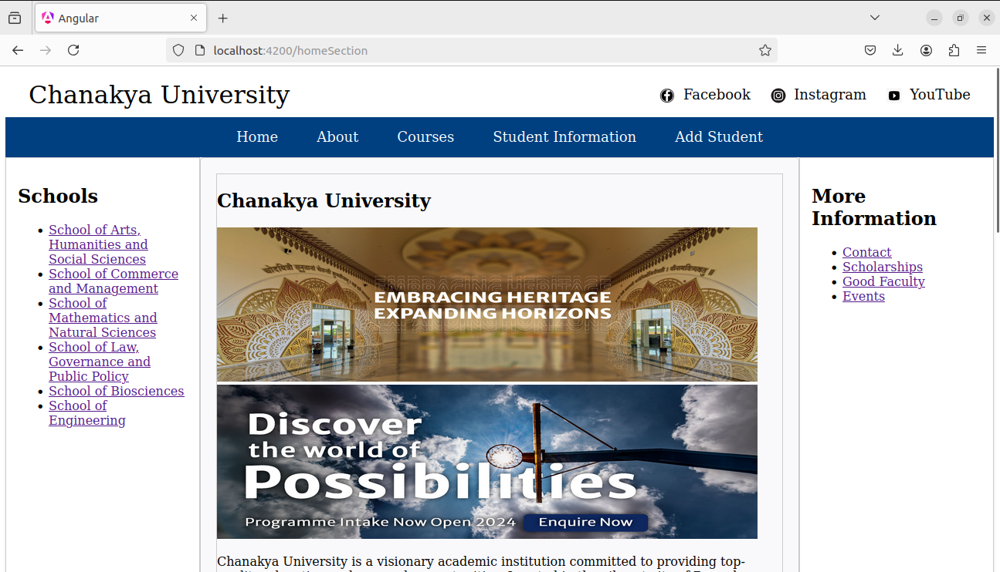 Angular
localhost:4200/homeSection
Chanakya University
Facebook
Instagram
YouTube
Home
About
Courses
Student Information
Add Student
Schools
School of Arts,
Humanities and
Social Sciences
School of Commerce
and Management
School of
Mathematics and
Natural Sciences
School of Law,
Governance and
Public Policy
School of Biosciences
School of
Engineering
Chanakya University
EMBRACING HERITAGE
EXPANDING HORIZONS
Discover
the world of
Possibilities
Programme Intake Now Open 2024
Enquire Now
Chanakya University is a visionary academic institution committed to providing top-
More
Information
Contact
Scholarships
Good Faculty
Events